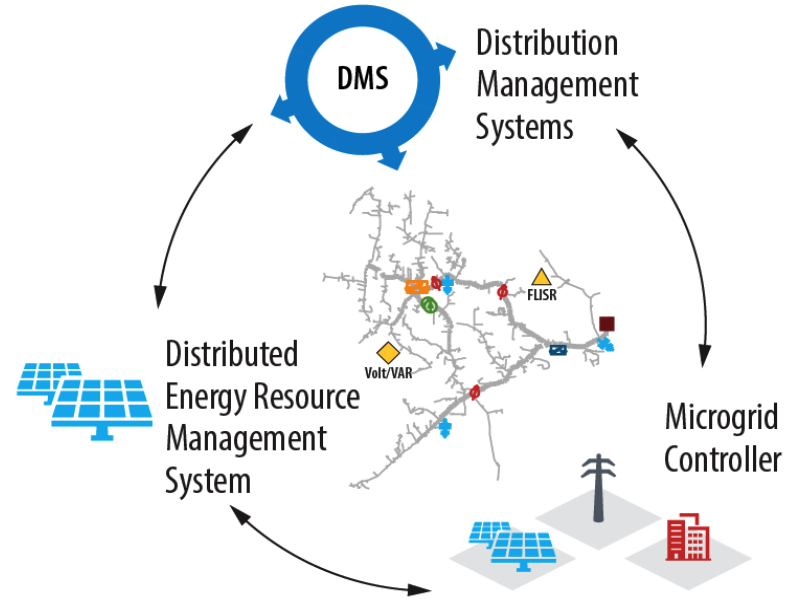 DMS
Distribution
Management
Systems
FLISR
Volt/VAR
Distributed
Energy Resource
Management
System
Microgrid
Controller